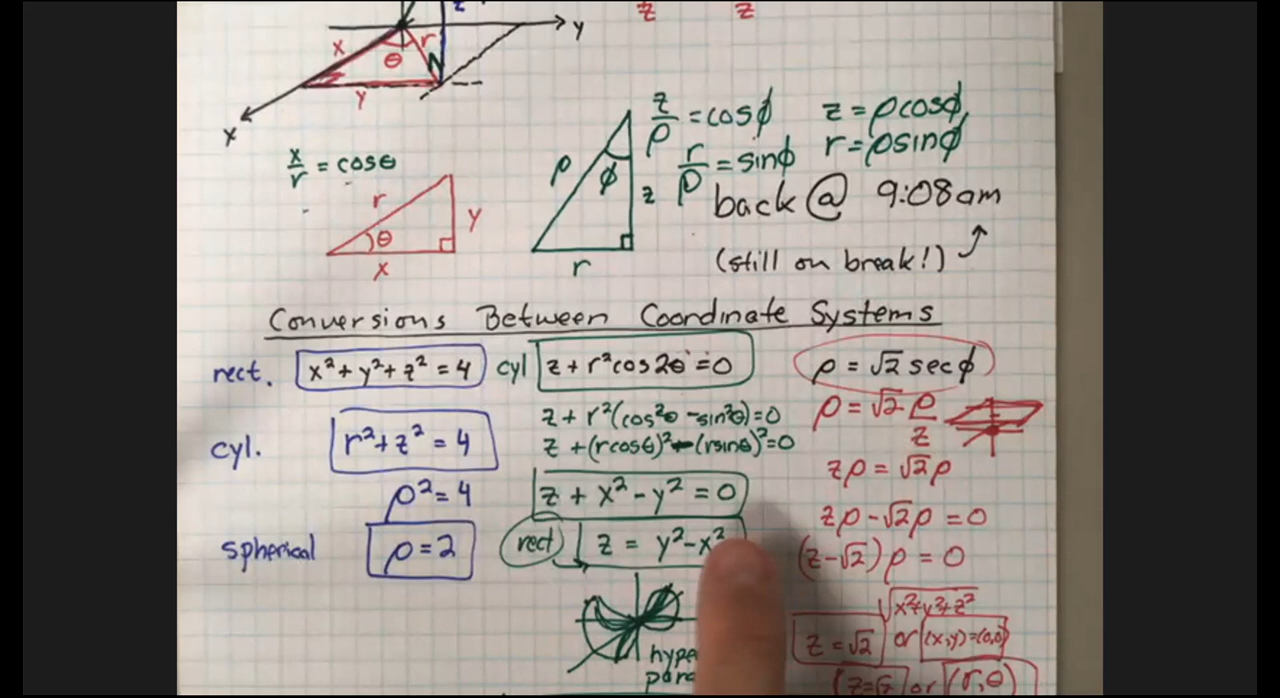 z z
z
y
x r
θ
y
x
x/r = cosθ
r
θ
y
x
ρ
ϕ
z
r
z/ρ = cosϕ z = ρcosϕ
r/ρ = sinϕ r = ρsinϕ
back @ 9:08am
(still on break!)
Conversions Between Coordinate Systems
rect. x² + y² + z² = 4
cyl. r² + z² = 4
ρ² = 4
spherical ρ = 2
cyl z + r²cos2θ = 0
z + r²(cos²θ - sin²θ) = 0
z + (rcosθ)² - (rsinθ)² = 0
z + x² - y² = 0
rect z = y² - x²
ρ = √2 secϕ
ρ = √2 ρ/z
zρ = √2ρ
zρ - √2ρ = 0
(z - √2)ρ = 0
√x²+y²+z²
z = √2 or (x,y)=(0,0)
or (r,θ)